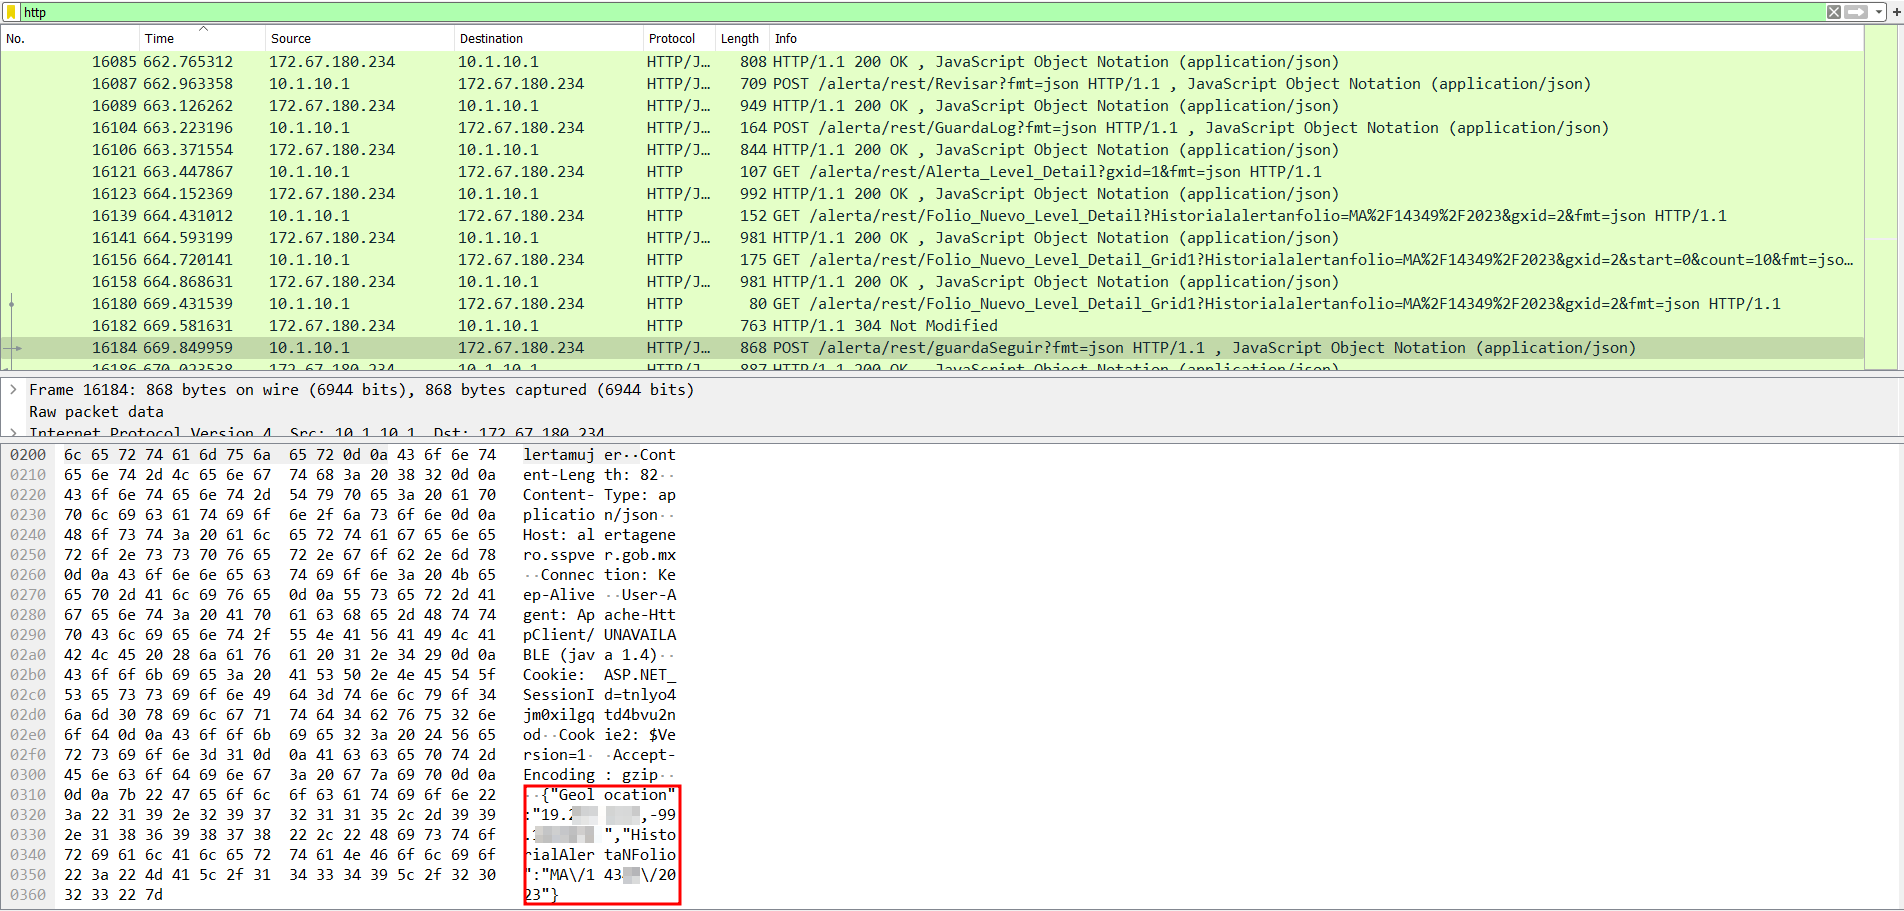 http
No. Time Source Destination Protocol Length Info
16085 662.765312 172.67.180.234 10.1.10.1 HTTP/J… 808 HTTP/1.1 200 OK , JavaScript Object Notation (application/json)
16087 662.963358 10.1.10.1 172.67.180.234 HTTP/J… 709 POST /alerta/rest/Revisar?fmt=json HTTP/1.1 , JavaScript Object Notation (application/json)
16089 663.126262 172.67.180.234 10.1.10.1 HTTP/J… 949 HTTP/1.1 200 OK , JavaScript Object Notation (application/json)
16104 663.223196 10.1.10.1 172.67.180.234 HTTP/J… 164 POST /alerta/rest/GuardaLog?fmt=json HTTP/1.1 , JavaScript Object Notation (application/json)
16106 663.371554 172.67.180.234 10.1.10.1 HTTP/J… 844 HTTP/1.1 200 OK , JavaScript Object Notation (application/json)
16121 663.447867 10.1.10.1 172.67.180.234 HTTP 107 GET /alerta/rest/Alerta_Level_Detail?gxid=1&fmt=json HTTP/1.1
16123 664.152369 172.67.180.234 10.1.10.1 HTTP/J… 992 HTTP/1.1 200 OK , JavaScript Object Notation (application/json)
16139 664.431012 10.1.10.1 172.67.180.234 HTTP 152 GET /alerta/rest/Folio_Nuevo_Level_Detail?Historialalertanfolio=MA%2F14349%2F2023&gxid=2&fmt=json HTTP/1.1
16141 664.593199 172.67.180.234 10.1.10.1 HTTP/J… 981 HTTP/1.1 200 OK , JavaScript Object Notation (application/json)
16156 664.720141 10.1.10.1 172.67.180.234 HTTP 175 GET /alerta/rest/Folio_Nuevo_Level_Detail_Grid1?Historialalertanfolio=MA%2F14349%2F2023&gxid=2&start=0&count=10&fmt=jso…
16158 664.868631 172.67.180.234 10.1.10.1 HTTP/J… 981 HTTP/1.1 200 OK , JavaScript Object Notation (application/json)
16180 669.431539 10.1.10.1 172.67.180.234 HTTP 80 GET /alerta/rest/Folio_Nuevo_Level_Detail_Grid1?Historialalertanfolio=MA%2F14349%2F2023&gxid=2&fmt=json HTTP/1.1
16182 669.581631 172.67.180.234 10.1.10.1 HTTP 763 HTTP/1.1 304 Not Modified
16184 669.849959 10.1.10.1 172.67.180.234 HTTP/J… 868 POST /alerta/rest/guardaSeguir?fmt=json HTTP/1.1 , JavaScript Object Notation (application/json)
16186 670.023538 172.67.180.234 10.1.10.1 HTTP/J… 887 HTTP/1.1 200 OK , JavaScript Object Notation (application/json)
Frame 16184: 868 bytes on wire (6944 bits), 868 bytes captured (6944 bits)
Raw packet data
Internet Protocol Version 4, Src: 10.1.10.1, Dst: 172.67.180.234
0200 6c 65 72 74 61 6d 75 6a 65 72 0d 0a 43 6f 6e 74 lertamuj er··Cont
0210 65 6e 74 2d 4c 65 6e 67 74 68 3a 20 38 32 0d 0a ent-Leng th: 82··
0220 43 6f 6e 74 65 6e 74 2d 54 79 70 65 3a 20 61 70 Content- Type: ap
0230 70 6c 69 63 61 74 69 6f 6e 2f 6a 73 6f 6e 0d 0a plicatio n/json··
0240 48 6f 73 74 3a 20 61 6c 65 72 74 61 67 65 6e 65 Host: al ertagene
0250 72 6f 2e 73 73 70 76 65 72 2e 67 6f 62 2e 6d 78 ro.sspve r.gob.mx
0260 0d 0a 43 6f 6e 6e 65 63 74 69 6f 6e 3a 20 4b 65 ··Connec tion: Ke
0270 65 70 2d 41 6c 69 76 65 0d 0a 55 73 65 72 2d 41 ep-Alive ··User-A
0280 67 65 6e 74 3a 20 41 70 61 63 68 65 2d 48 74 74 gent: Ap ache-Htt
0290 70 43 6c 69 65 6e 74 2f 55 4e 41 56 41 49 4c 41 pClient/ UNAVAILA
02a0 42 4c 45 20 28 6a 61 76 61 20 31 2e 34 29 0d 0a BLE (jav a 1.4)··
02b0 43 6f 6f 6b 69 65 3a 20 41 53 50 2e 4e 45 54 5f Cookie: ASP.NET_
02c0 53 65 73 73 69 6f 6e 49 64 3d 74 6e 6c 79 6f 34 SessionI d=tnlyo4
02d0 6a 6d 30 78 69 6c 67 71 74 64 34 62 76 75 32 6e jm0xilgq td4bvu2n
02e0 6f 64 0d 0a 43 6f 6f 6b 69 65 32 3a 20 24 56 65 od··Cook ie2: $Ve
02f0 72 73 69 6f 6e 3d 31 0d 0a 41 63 63 65 70 74 2d rsion=1· ·Accept-
0300 45 6e 63 6f 64 69 6e 67 3a 20 67 7a 69 70 0d 0a Encoding : gzip··
0310 0d 0a 7b 22 47 65 6f 6c 6f 63 61 74 69 6f 6e 22 ··{"Geol ocation"
0320 3a 22 31 39 2e 32 39 37 32 31 31 35 2c 2d 39 39 :"19.2 ,-99
0330 2e 31 38 36 39 38 37 38 22 2c 22 48 69 73 74 6f . ","Histo
0340 72 69 61 6c 41 6c 65 72 74 61 4e 46 6f 6c 69 6f rialAler taNFolio
0350 22 3a 22 4d 41 5c 2f 31 34 33 34 39 5c 2f 32 30 ":"MA\/1 43 \/20
0360 32 33 22 7d 23"}